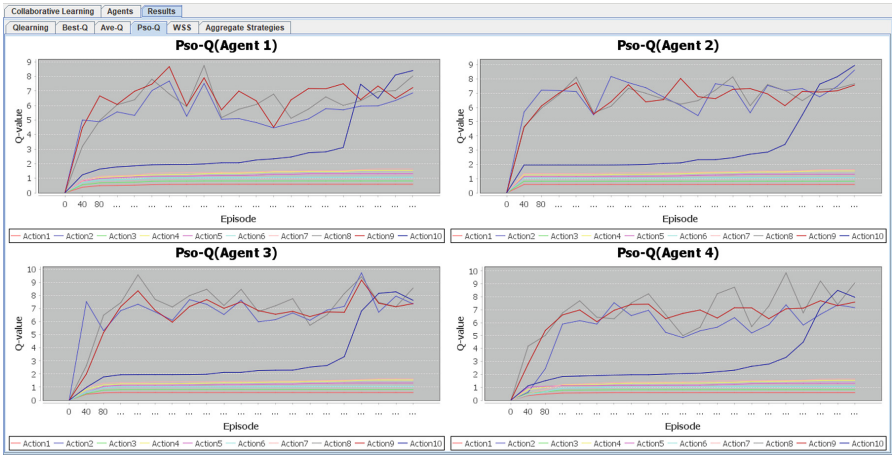 Collaborative Learning Agents Results
Qlearning Best-Q Ave-Q Pso-Q WSS Aggregate Strategies
Pso-Q(Agent 1)
Q-value
9
8
7
6
5
4
3
2
1
0
0 40 80 ... ... ... ... ... ... ... ... ... ... ... ... ... ... ... ... ... ...
Episode
Action1 Action2 Action3 Action4 Action5 Action6 Action7 Action8 Action9 Action10
Pso-Q(Agent 2)
Q-value
9
8
7
6
5
4
3
2
1
0
0 40 80 ... ... ... ... ... ... ... ... ... ... ... ... ... ... ... ... ... ...
Episode
Action1 Action2 Action3 Action4 Action5 Action6 Action7 Action8 Action9 Action10
Pso-Q(Agent 3)
Q-value
10
9
8
7
6
5
4
3
2
1
0
0 40 80 ... ... ... ... ... ... ... ... ... ... ... ... ... ... ... ... ... ...
Episode
Action1 Action2 Action3 Action4 Action5 Action6 Action7 Action8 Action9 Action10
Pso-Q(Agent 4)
Q-value
10
9
8
7
6
5
4
3
2
1
0
0 40 80 ... ... ... ... ... ... ... ... ... ... ... ... ... ... ... ... ... ...
Episode
Action1 Action2 Action3 Action4 Action5 Action6 Action7 Action8 Action9 Action10